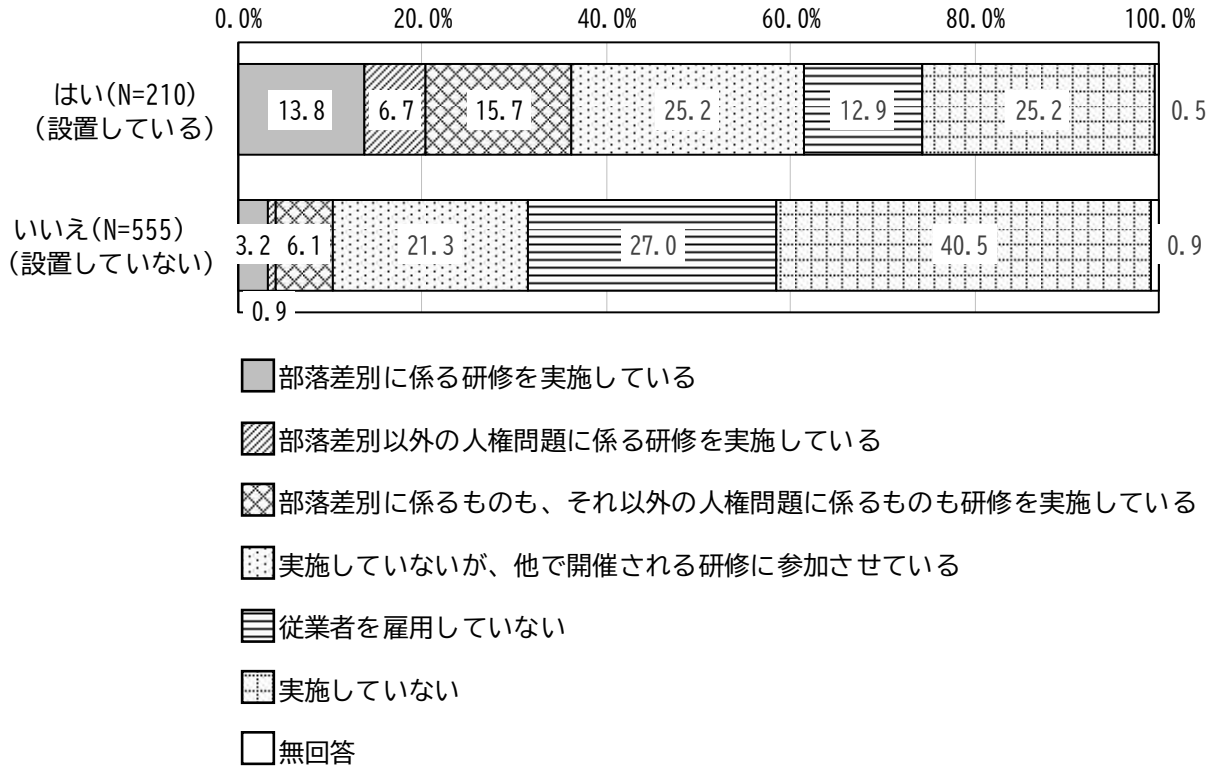 0.0% 20.0% 40.0% 60.0% 80.0% 100.0%
はい(N=210)
(設置している)
13.8 6.7 15.7 25.2 12.9 25.2 0.5
いいえ(N=555)
(設置していない)
3.2 6.1 21.3 27.0 40.5 0.9
0.9
部落差別に係る研修を実施している
部落差別以外の人権問題に係る研修を実施している
部落差別に係るものも、それ以外の人権問題に係るものも研修を実施している
実施していないが、他で開催される研修に参加させている
従業者を雇用していない
実施していない
無回答